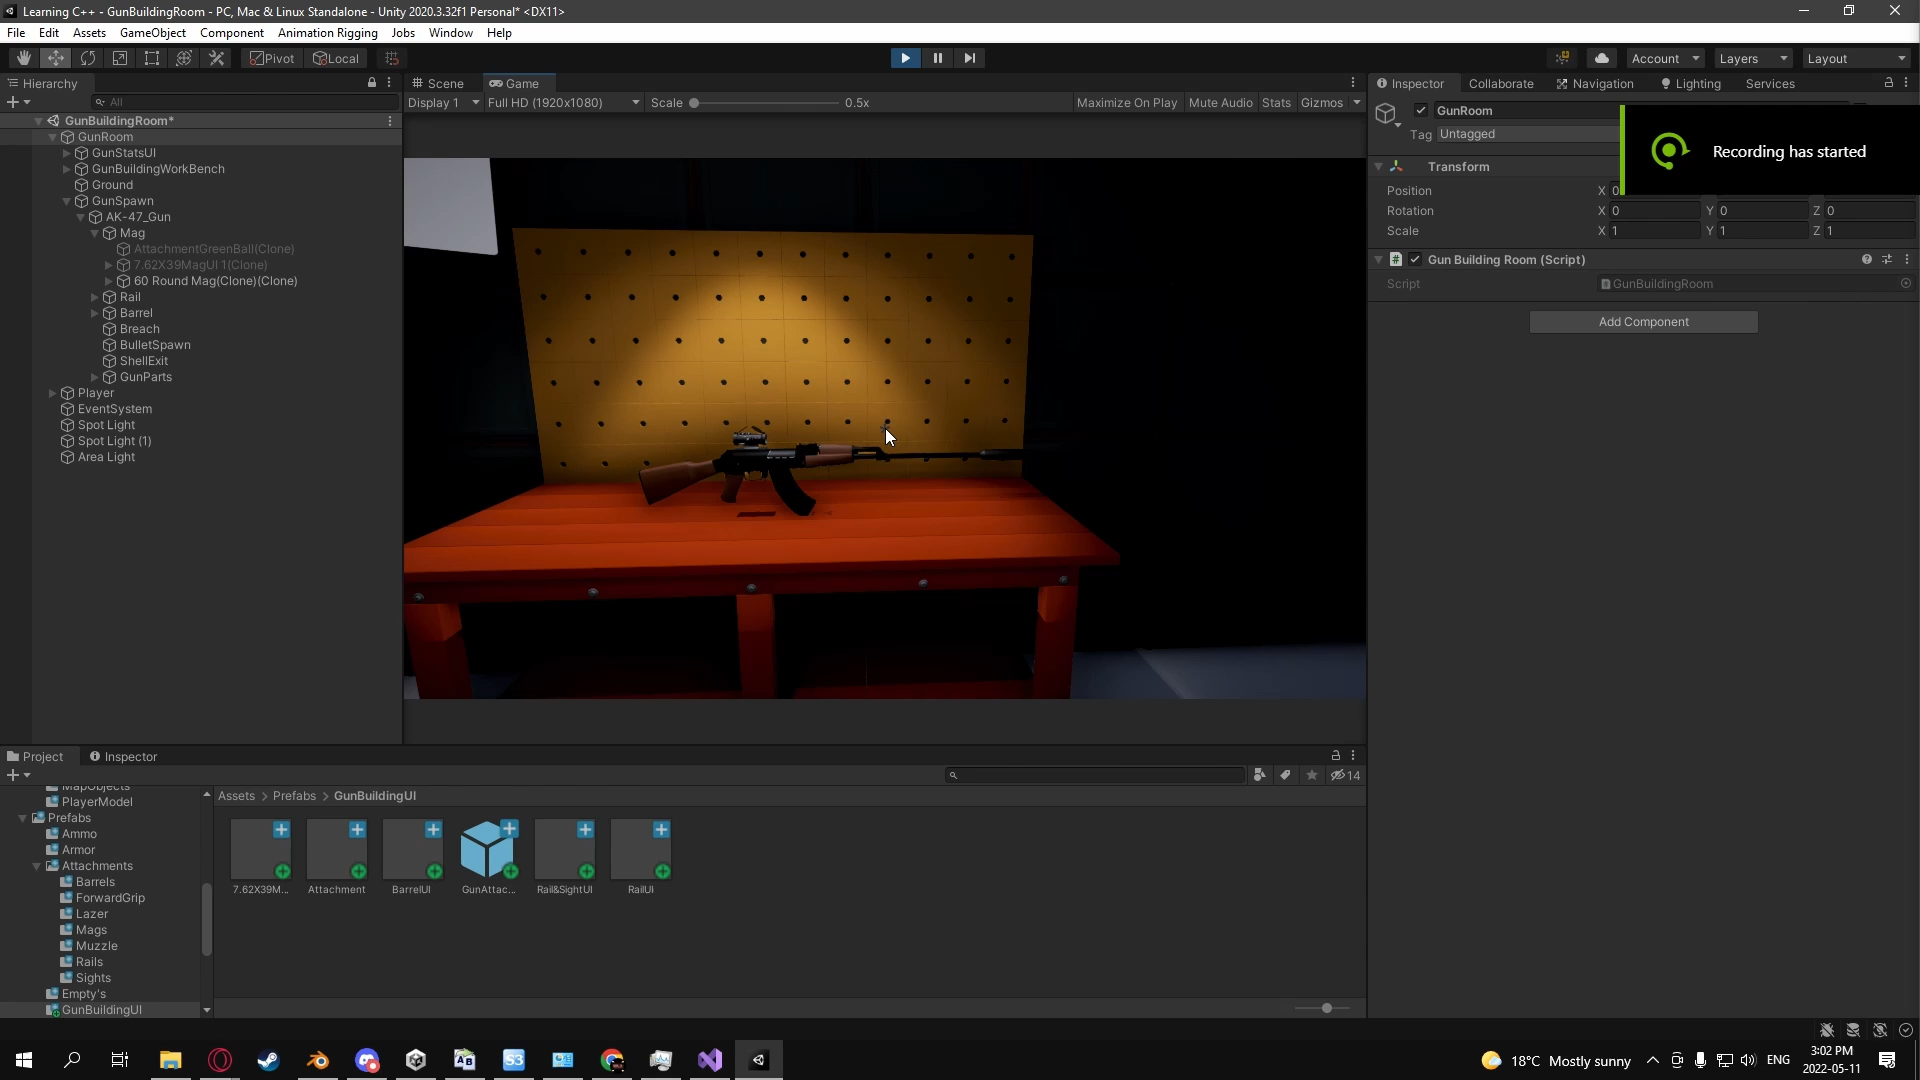 Learning C++ - GunBuildingRoom - PC, Mac & Linux Standalone - Unity 2020.3.32f1 Personal* <DX11>
File Edit Assets GameObject Component Animation Rigging Jobs Window Help
Pivot Local Account Layers Layout
Hierarchy
All
GunBuildingRoom*
GunRoom
GunStatsUI
GunBuildingWorkBench
Ground
GunSpawn
AK-47_Gun
Mag
AttachmentGreenBall(Clone)
7.62X39MagUI 1(Clone)
60 Round Mag(Clone)(Clone)
Rail
Barrel
Breach
BulletSpawn
ShellExit
GunParts
Player
EventSystem
Spot Light
Spot Light (1)
Area Light
Scene Game
Display 1 Full HD (1920x1080) Scale 0.5x Maximize On Play Mute Audio Stats Gizmos
Inspector Collaborate Navigation Lighting Services
GunRoom
Tag Untagged
Recording has started
Transform
Position X 0
Rotation X 0 Y 0 Z 0
Scale X 1 Y 1 Z 1
Gun Building Room (Script)
Script GunBuildingRoom
Add Component
Project Inspector
14
MapObjects
PlayerModel
Prefabs
Ammo
Armor
Attachments
Barrels
ForwardGrip
Lazer
Mags
Muzzle
Rails
Sights
Empty's
GunBuildingUI
Assets > Prefabs > GunBuildingUI
7.62X39M... Attachment BarrelUI GunAttac... Rail&SightUI RailUI
18°C Mostly sunny ENG
3:02 PM
2022-05-11